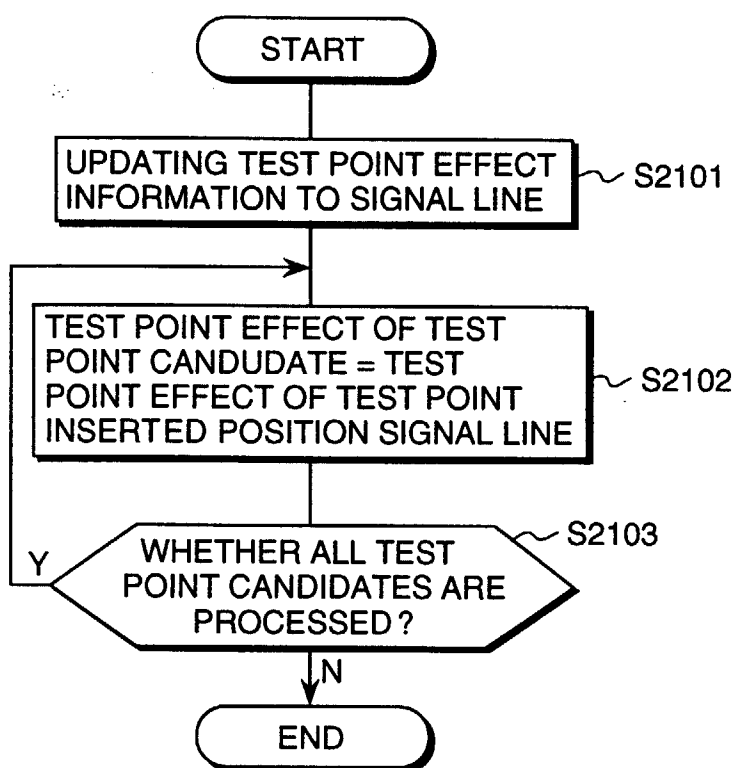 START
UPDATING TEST POINT EFFECT
INFORMATION TO SIGNAL LINE
S2101
TEST POINT EFFECT OF TEST
POINT CANDUDATE = TEST
POINT EFFECT OF TEST POINT
INSERTED POSITION SIGNAL LINE
S2102
S2103
WHETHER ALL TEST
POINT CANDIDATES ARE
PROCESSED ?
Y
N
END